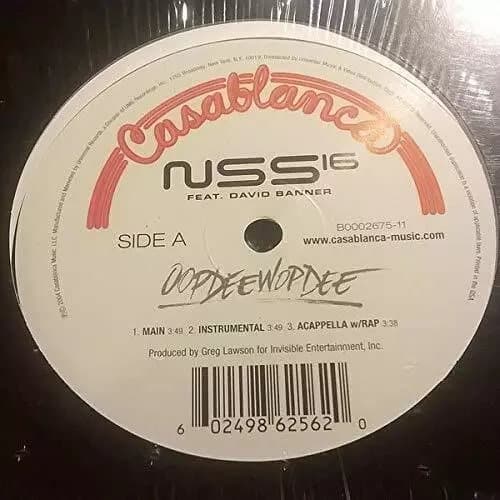 Casablanca
NSS16
FEAT. DAVID BANNER
SIDE A
B0002675-11
www.casablanca-music.com
OOPDEEWOPDEE
1. MAIN 3:49 2. INSTRUMENTAL 3:49 3. ACAPPELLA w/RAP 3:38
Produced by Greg Lawson for Invisible Entertainment, Inc.
6 02498 62562 0